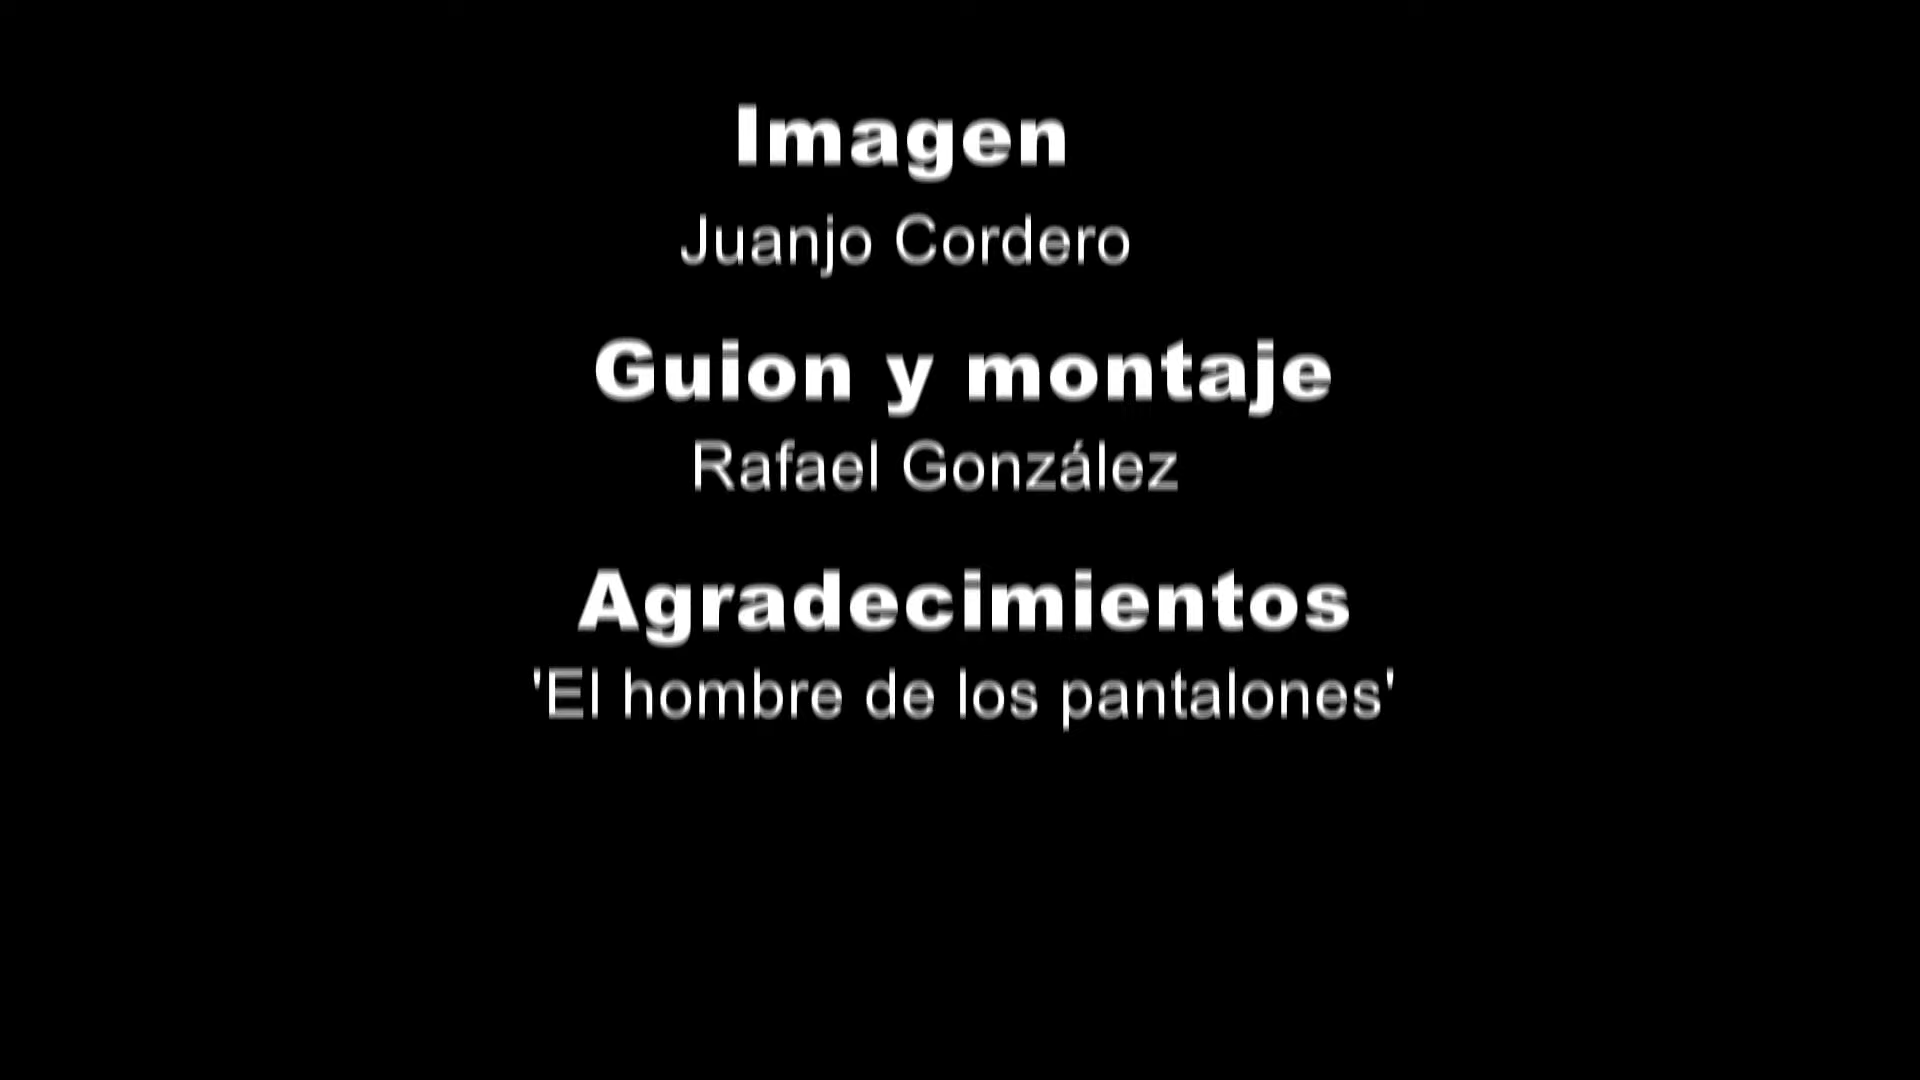 Imagen
Juanjo Cordero
Guion y montaje
Rafael González
Agradecimientos
'El hombre de los pantalones'